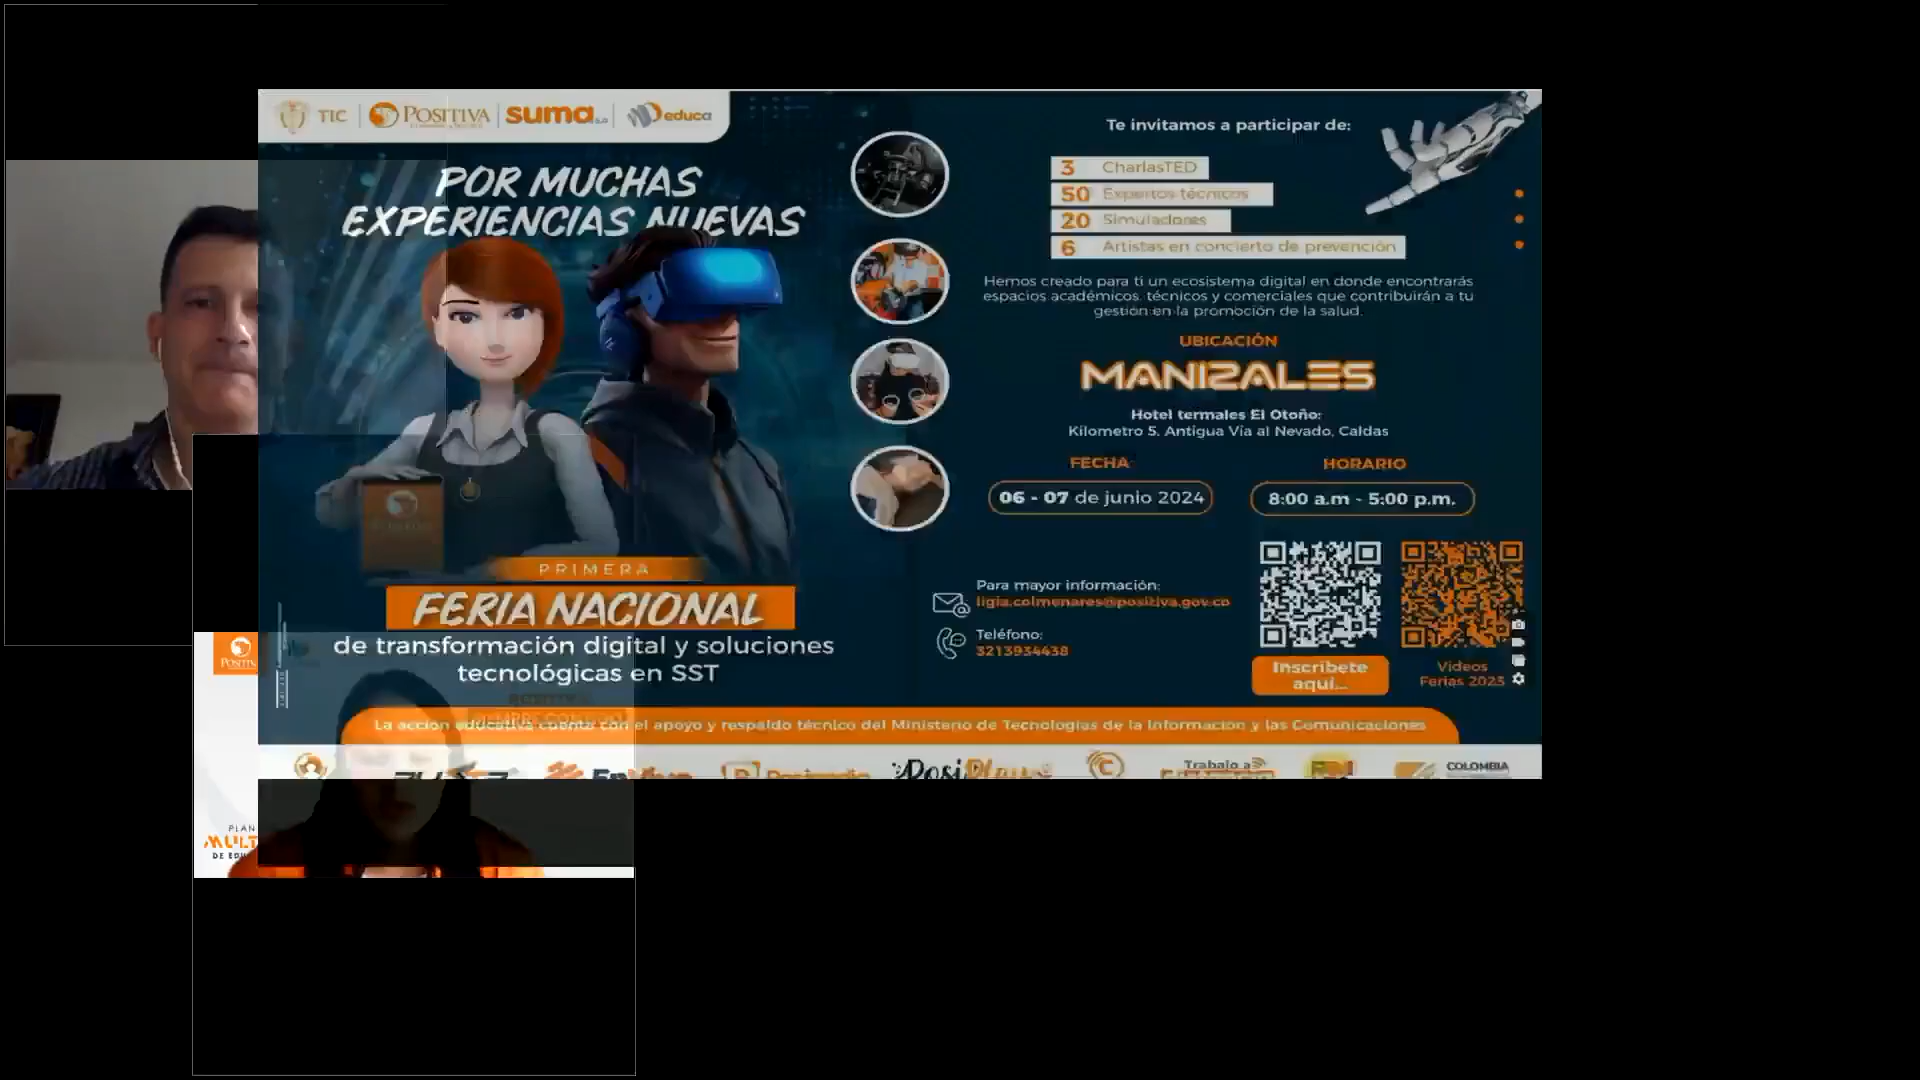 TIC
POSITIVA
suma
educa
POR MUCHAS
EXPERIENCIAS NUEVAS
PRIMERA
FERIA NACIONAL
de transformación digital y soluciones
tecnológicas en SST
Te invitamos a participar de:
3 CharlasTED
50 Expertos técnicos
20 Simuladores
6 Artistas en concierto de prevención
Hemos creado para ti un ecosistema digital en donde encontrarás
espacios académicos, técnicos y comerciales que contribuirán a tu
gestión en la promoción de la salud.
UBICACIÓN
MANIZALES
Hotel termales El Otoño:
Kilometro 5. Antigua Vía al Nevado, Caldas
FECHA
06 - 07 de junio 2024
HORARIO
8:00 a.m - 5:00 p.m.
Para mayor información:
ligia.colmenares@positiva.gov.co
Teléfono:
3213934438
Inscríbete
aquí...
Videos
Ferias 2023
La acción educativa cuenta con el apoyo y respaldo técnico del Ministerio de Tecnologías de la Información y las Comunicaciones
Trabajo a
COLOMBIA
POSITIV
PLAN
MULT